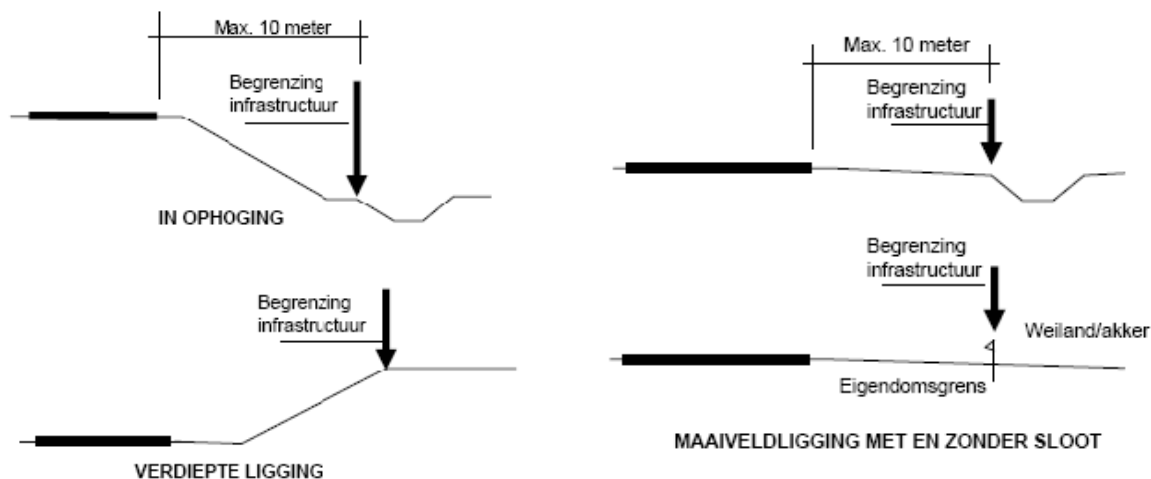 Max. 10 meter
Begrenzing
infrastructuur
IN OPHOGING
Begrenzing
infrastructuur
VERDIEPTE LIGGING
Max. 10 meter
Begrenzing
infrastructuur
Begrenzing
infrastructuur
Weiland/akker
Eigendomsgrens
MAAIVELDLIGGING MET EN ZONDER SLOOT